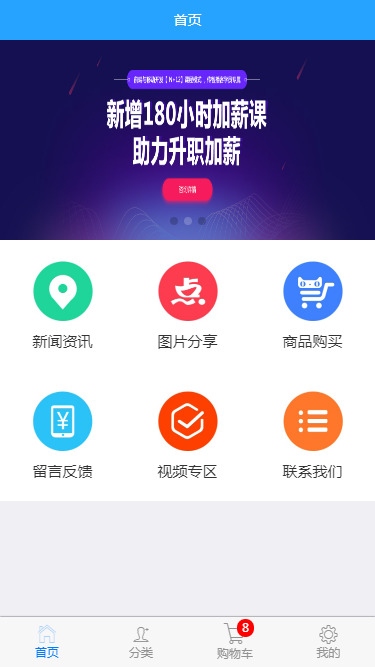 首页
新增180小时加薪课
助力升职加薪
新闻资讯
图片分享
商品购买
留言反馈
视频专区
联系我们
8
首页
分类
购物车
我的